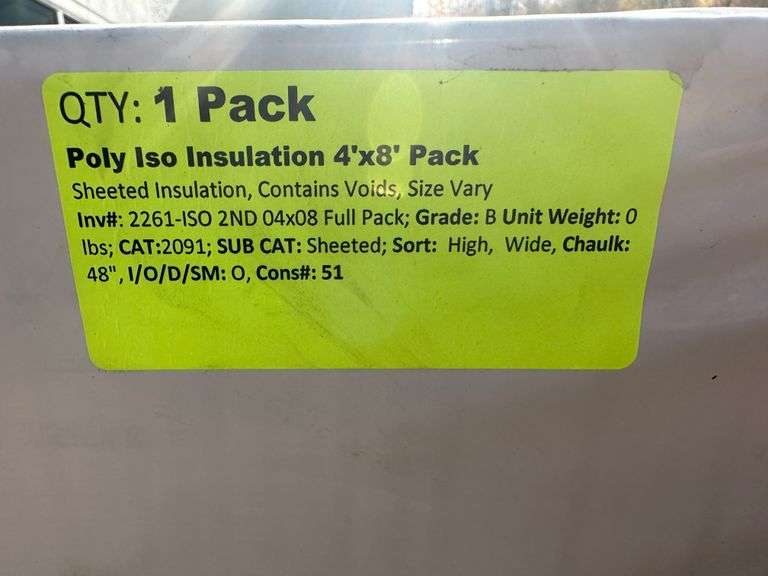 QTY: 1 Pack
Poly Iso Insulation 4'x8' Pack
Sheeted Insulation, Contains Voids, Size Vary
Inv#: 2261-ISO 2ND 04x08 Full Pack; Grade: B Unit Weight: 0
lbs; CAT:2091; SUB CAT: Sheeted; Sort: High, Wide, Chaulk:
48", I/O/D/SM: O, Cons#: 51